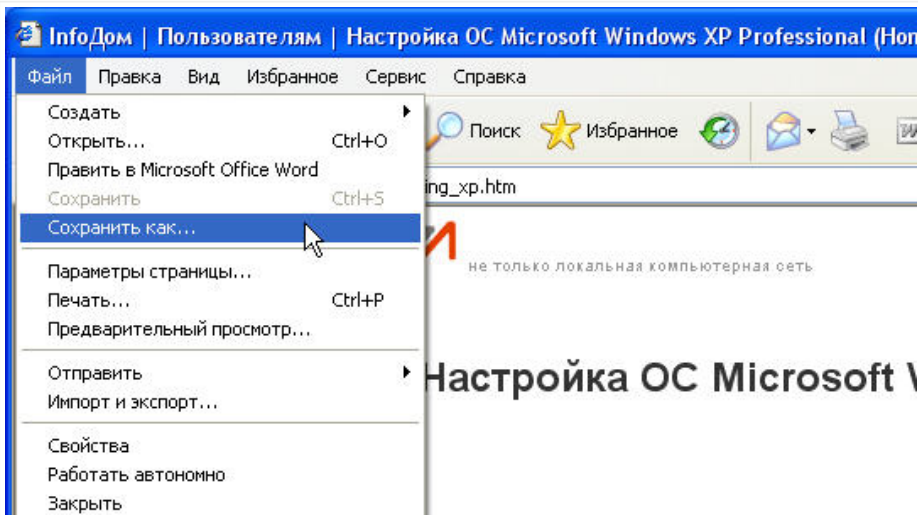 InfoДом | Пользователям | Настройка ОС Microsoft Windows XP Professional (Hom
Файл Правка Вид Избранное Сервис Справка
Создать
Открыть... Ctrl+O
Править в Microsoft Office Word
Сохранить Ctrl+S
Сохранить как...
Параметры страницы...
Печать... Ctrl+P
Предварительный просмотр...
Отправить
Импорт и экспорт...
Свойства
Работать автономно
Закрыть
Поиск Избранное
ing_xp.htm
не только локальная компьютерная сеть
Настройка ОС Microsoft